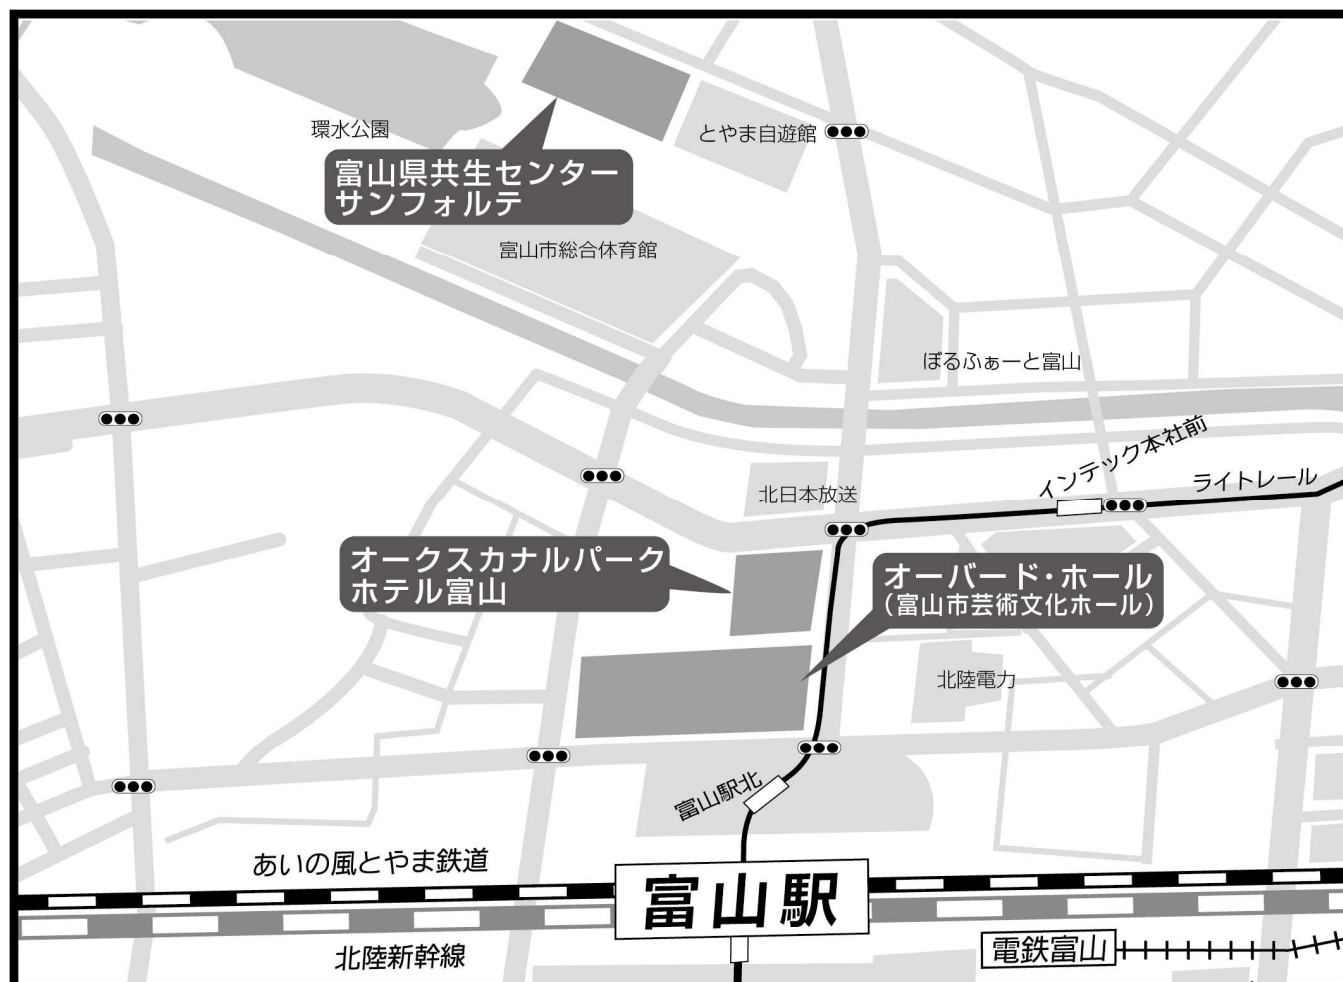 環水公園
とやま自遊館
富山県共生センター
サンフォルテ
富山市総合体育館
ぼるふぁーと富山
インテック本社前
ライトレール
北日本放送
オークスカナルパーク
ホテル富山
オーバード・ホール
（富山市芸術文化ホール）
北陸電力
富山駅北
あいの風とやま鉄道
富山駅
北陸新幹線
電鉄富山